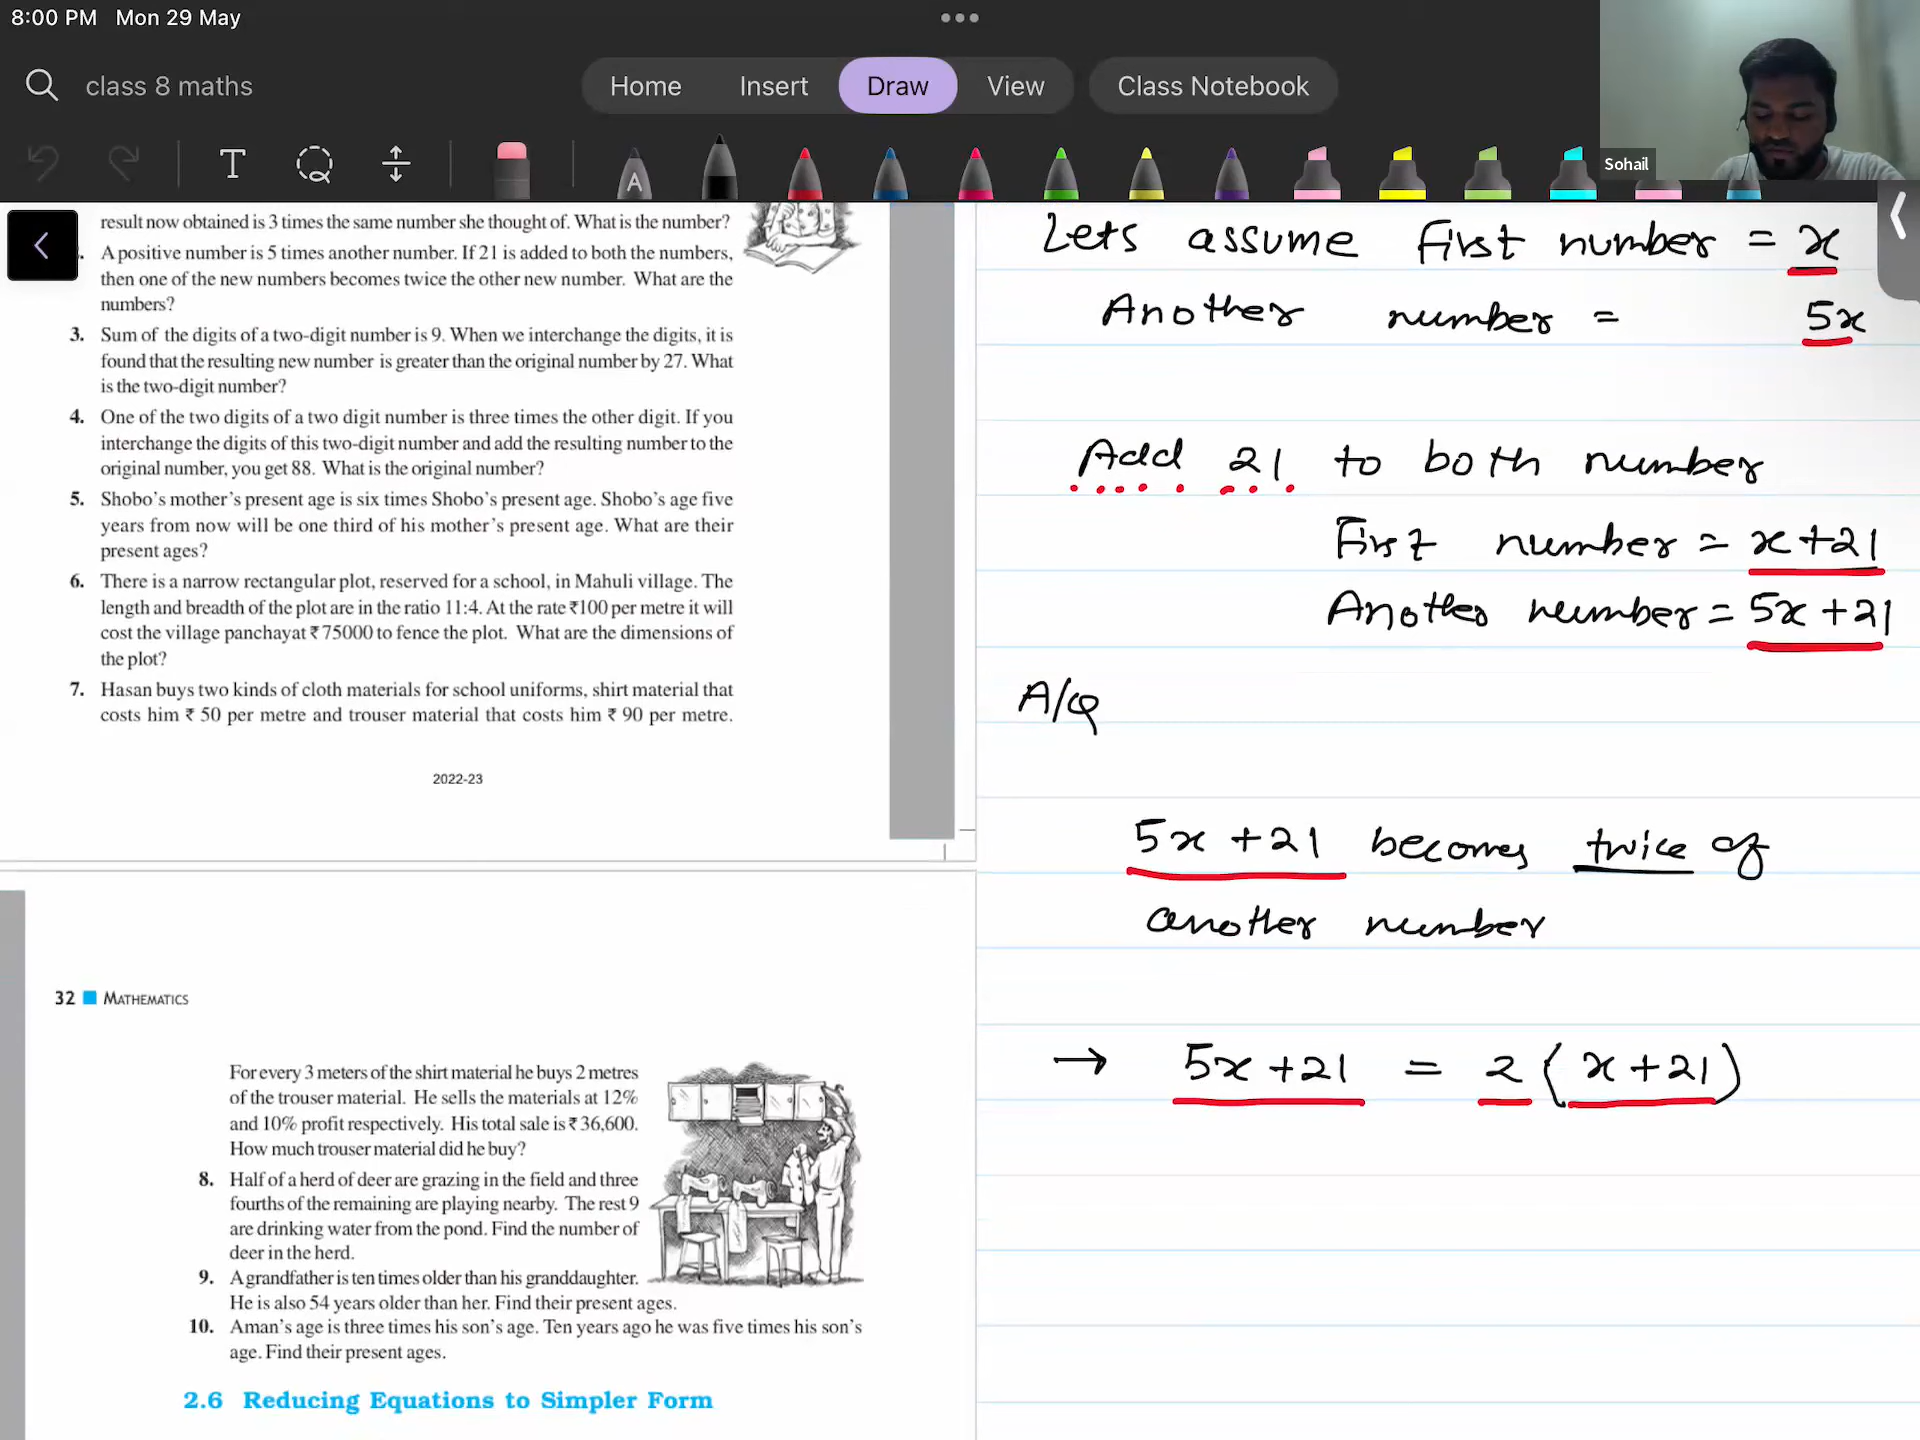 8:00 PM Mon 29 May
class 8 maths
Home Insert Draw View Class Notebook
T
A
Sohail
result now obtained is 3 times the same number she thought of. What is the number?
A positive number is 5 times another number. If 21 is added to both the numbers,
then one of the new numbers becomes twice the other new number. What are the
numbers?
3. Sum of the digits of a two-digit number is 9. When we interchange the digits, it is
found that the resulting new number is greater than the original number by 27. What
is the two-digit number?
4. One of the two digits of a two digit number is three times the other digit. If you
interchange the digits of this two-digit number and add the resulting number to the
original number, you get 88. What is the original number?
5. Shobo's mother's present age is six times Shobo's present age. Shobo's age five
years from now will be one third of his mother's present age. What are their
present ages?
6. There is a narrow rectangular plot, reserved for a school, in Mahuli village. The
length and breadth of the plot are in the ratio 11:4. At the rate ₹100 per metre it will
cost the village panchayat ₹75000 to fence the plot. What are the dimensions of
the plot?
7. Hasan buys two kinds of cloth materials for school uniforms, shirt material that
costs him ₹ 50 per metre and trouser material that costs him ₹ 90 per metre.
2022-23
32 MATHEMATICS
For every 3 meters of the shirt material he buys 2 metres
of the trouser material. He sells the materials at 12%
and 10% profit respectively. His total sale is ₹ 36,600.
How much trouser material did he buy?
8. Half of a herd of deer are grazing in the field and three
fourths of the remaining are playing nearby. The rest 9
are drinking water from the pond. Find the number of
deer in the herd.
9. A grandfather is ten times older than his granddaughter.
He is also 54 years older than her. Find their present ages.
10. Aman's age is three times his son's age. Ten years ago he was five times his son's
age. Find their present ages.
2.6 Reducing Equations to Simpler Form
Lets assume First number = x
Another number = 5x
Add 21 to both number
First number = x+21
Another number = 5x+21
A/Q
5x+21 becomes twice of
another number
→ 5x+21 = 2(x+21)